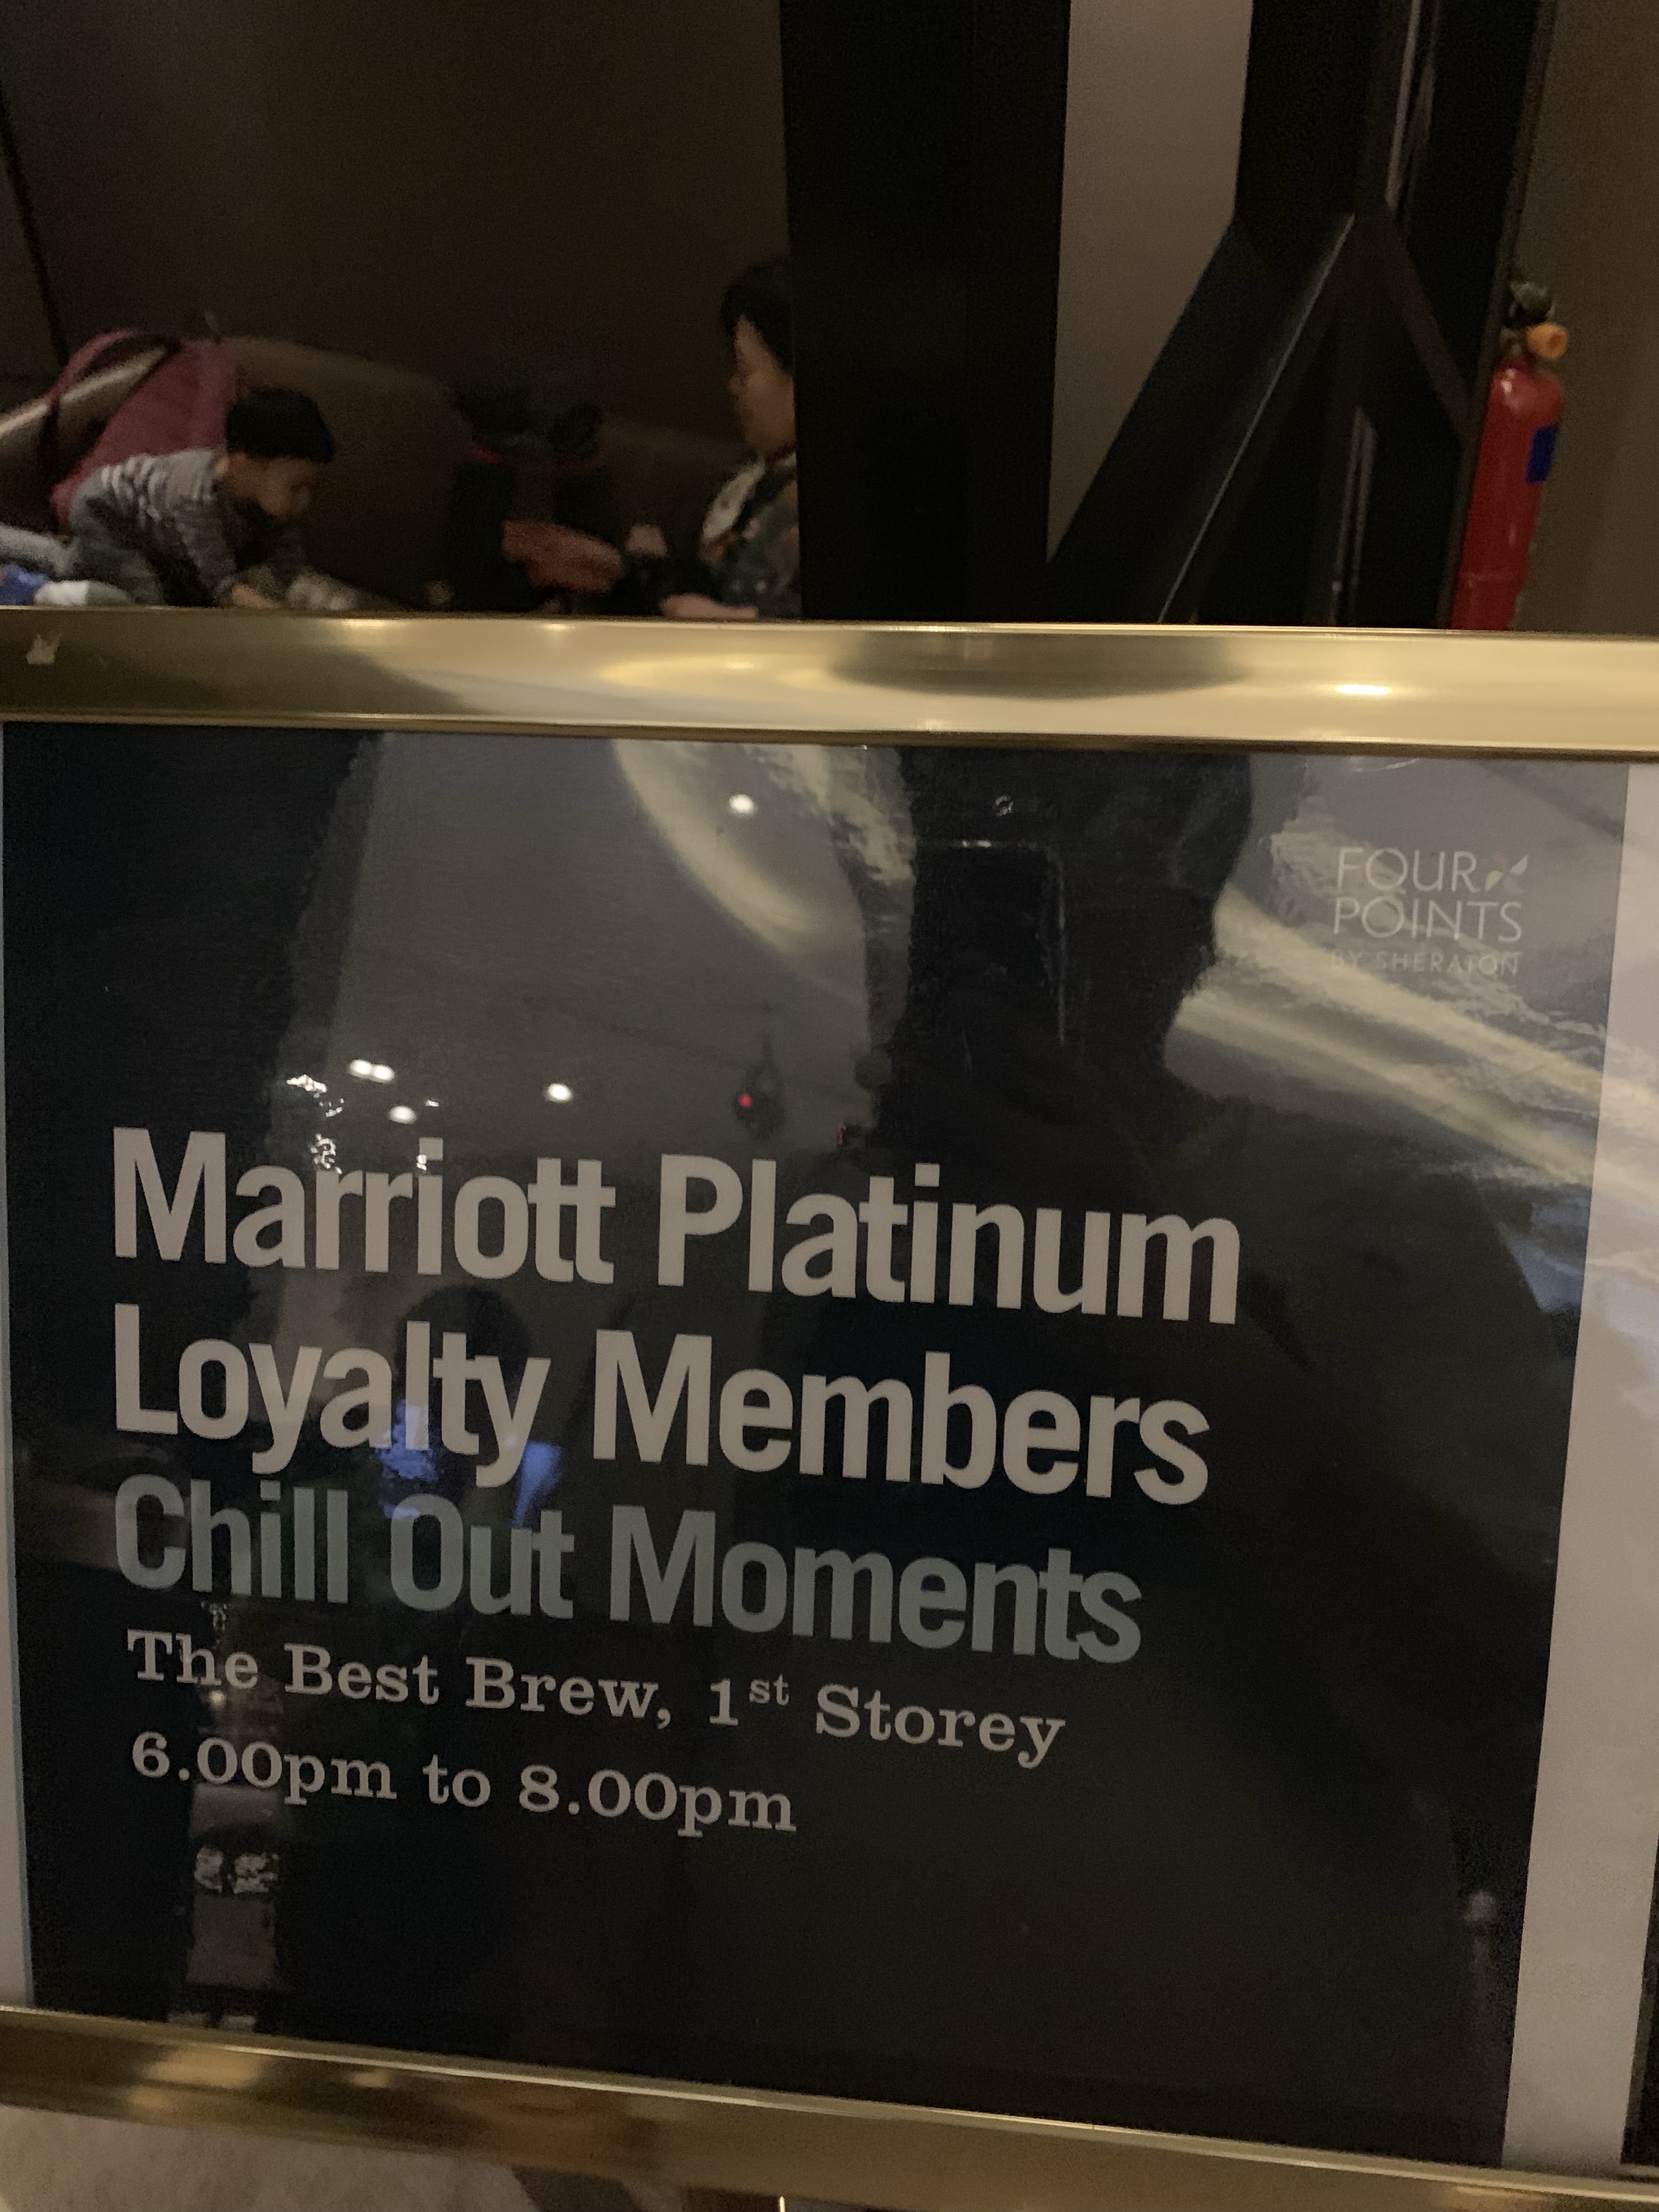 FOUR
POINTS
BY SHERATON
Marriott Platinum
Loyalty Members
Chill Out Moments
The Best Brew, 1st Storey
6.00pm to 8.00pm